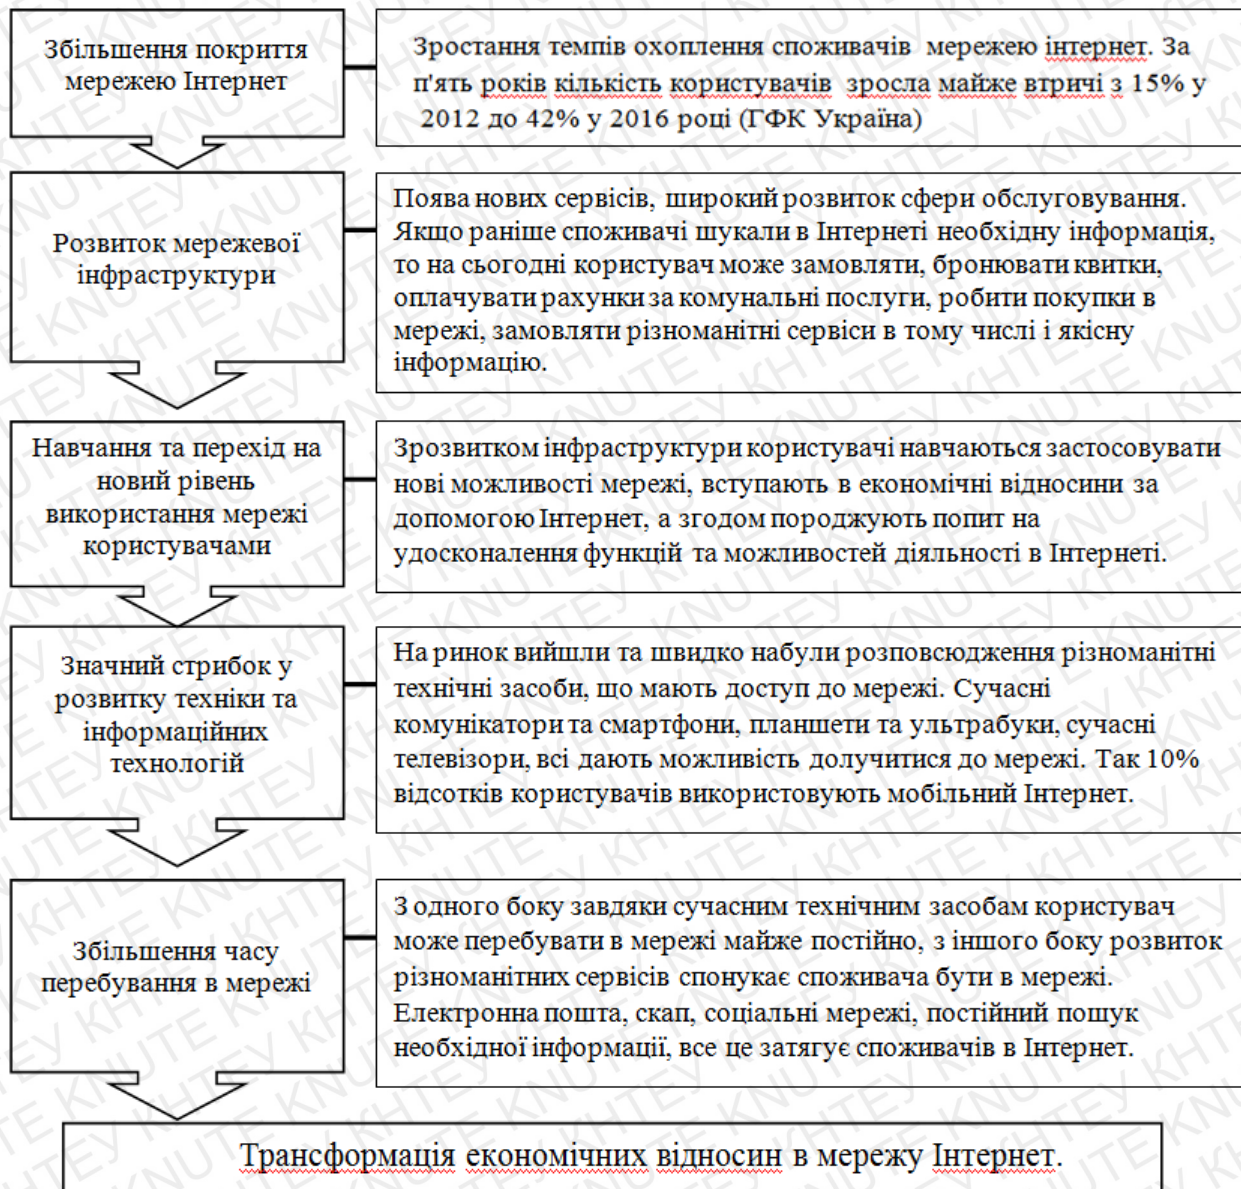 Збільшення покриття
мережею Інтернет
Зростання темпів охоплення споживачів мережею інтернет. За
п'ять років кількість користувачів зросла майже втричі з 15% у
2012 до 42% у 2016 році (ГФК Україна)
Розвиток мережевої
інфраструктури
Поява нових сервісів, широкий розвиток сфери обслуговування.
Якщо раніше споживачі шукали в Інтернеті необхідну інформація,
то на сьогодні користувач може замовляти, бронювати квитки,
оплачувати рахунки за комунальні послуги, робити покупки в
мережі, замовляти різноманітні сервіси в тому числі і якісну
інформацію.
Навчання та перехід на
новий рівень
використання мережі
користувачами
Зрозвитком інфраструктури користувачі навчаються застосовувати
нові можливості мережі, вступають в економічні відносини за
допомогою Інтернет, а згодом породжують попит на
удосконалення функцій та можливостей діяльності в Інтернеті.
Значний стрибок у
розвитку техніки та
інформаційних
технологій
На ринок вийшли та швидко набули розповсюдження різноманітні
технічні засоби, що мають доступ до мережі. Сучасні
комунікатори та смартфони, планшети та ультрабуки, сучасні
телевізори, всі дають можливість долучитися до мережі. Так 10%
відсотків користувачів використовують мобільний Інтернет.
Збільшення часу
перебування в мережі
З одного боку завдяки сучасним технічним засобам користувач
може перебувати в мережі майже постійно, з іншого боку розвиток
різноманітних сервісів спонукає споживача бути в мережі.
Електронна пошта, скап, соціальні мережі, постійний пошук
необхідної інформації, все це затягує споживачів в Інтернет.
Трансформація економічних відносин в мережу Інтернет.